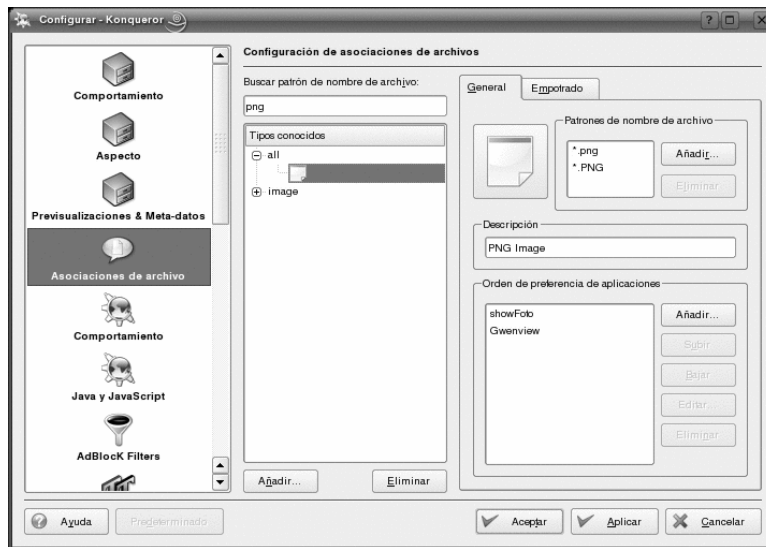 Configurar - Konqueror
Comportamiento
Aspecto
Previsualizaciones & Meta-datos
Asociaciones de archivo
Comportamiento
Java y JavaScript
AdBlocK Filters
Configuración de asociaciones de archivos
Buscar patrón de nombre de archivo:
png
Tipos conocidos
all
image
Añadir...
Eliminar
General
Empotrado
Patrones de nombre de archivo
*.png
*.PNG
Añadir...
Eliminar
Descripción
PNG Image
Orden de preferencia de aplicaciones
showFoto
Gwenview
Añadir...
Subir
Bajar
Editar...
Eliminar
Ayuda
Predeterminado
Aceptar
Aplicar
Cancelar